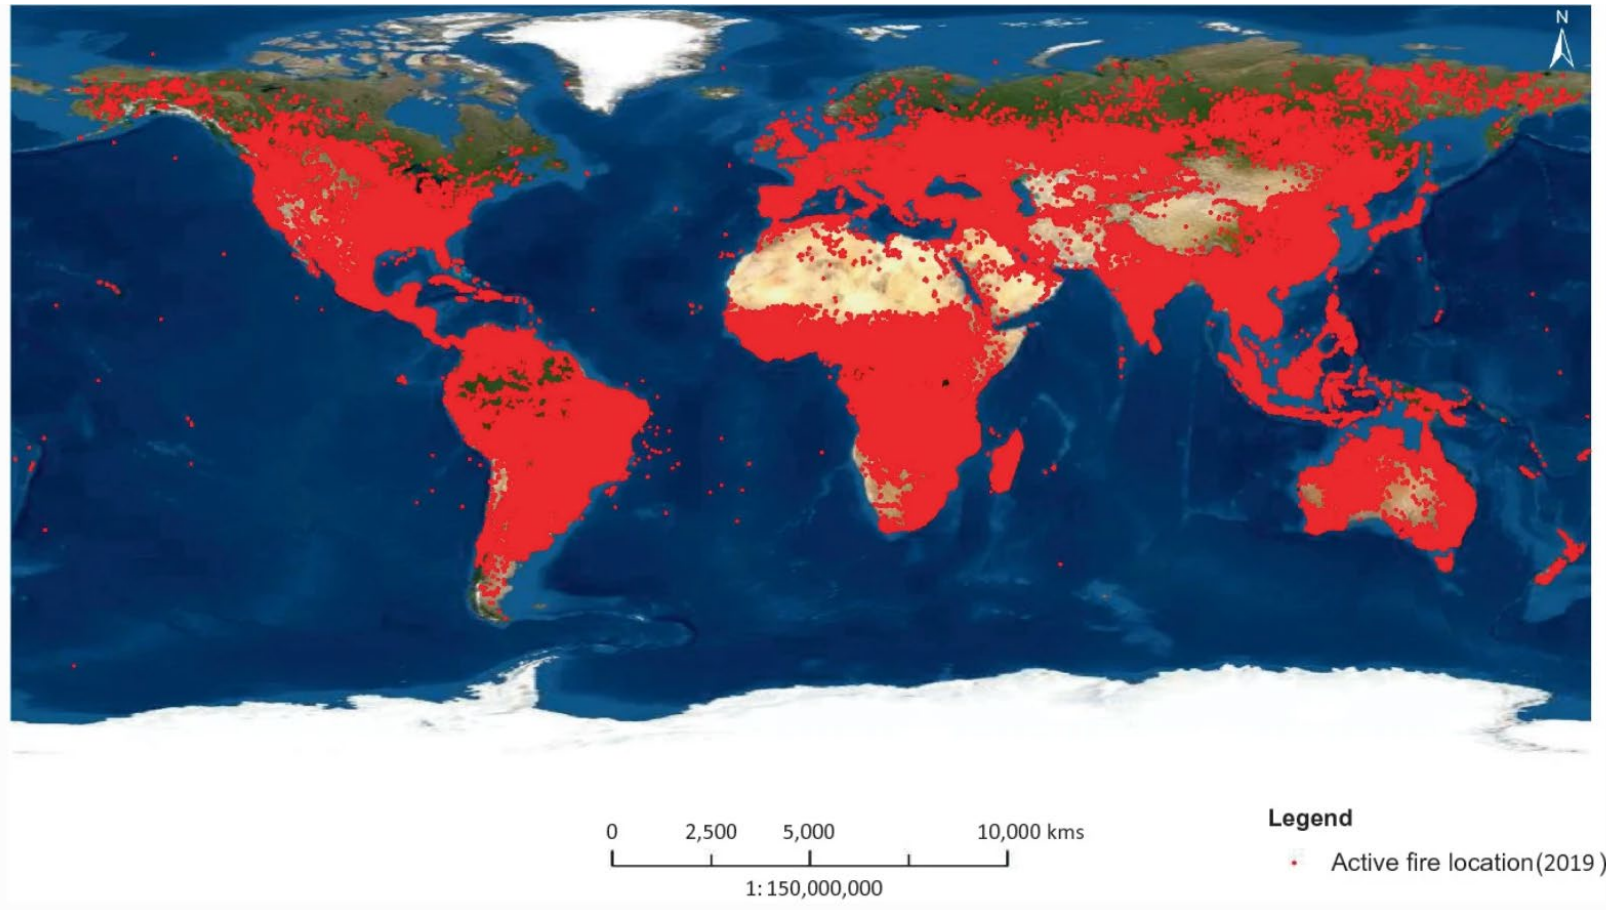 N
Legend
0 2,500 5,000 10,000 kms
1: 150,000,000
Active fire location(2019 )